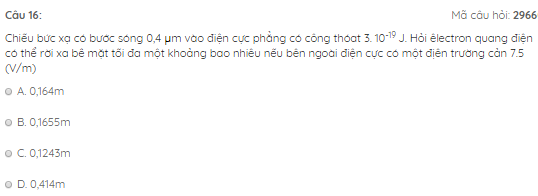 Câu 16: Mã câu hỏi: 2966
Chiếu bức xạ có bước sóng 0,4 µm vào điện cực phẳng có công thoát 3. 10⁻¹⁹ J. Hỏi êlectron quang điện
có thể rời xa bề mặt tối đa một khoảng bao nhiêu nếu bên ngoài điện cực có một điện trường cản 7.5
(V/m)
A. 0,164m
B. 0,1655m
C. 0,1243m
D. 0,414m